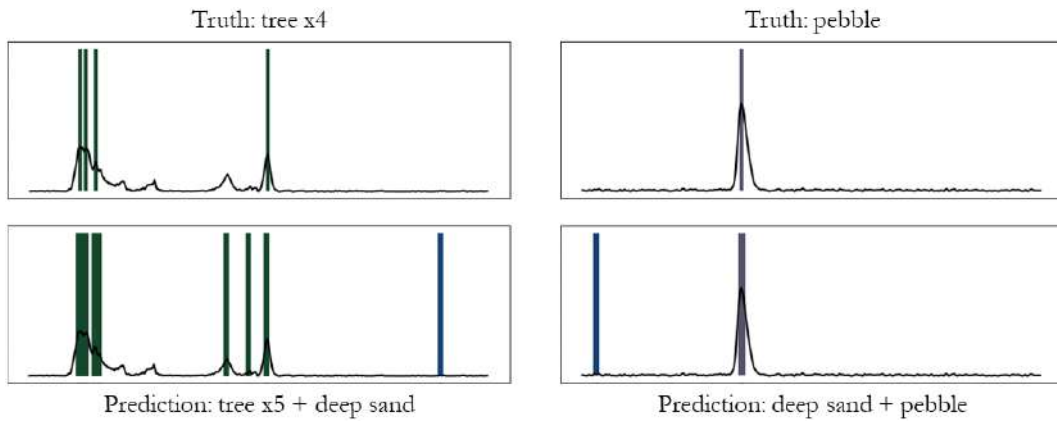 Truth: tree x4
Truth: pebble
Prediction: tree x5 + deep sand
Prediction: deep sand + pebble